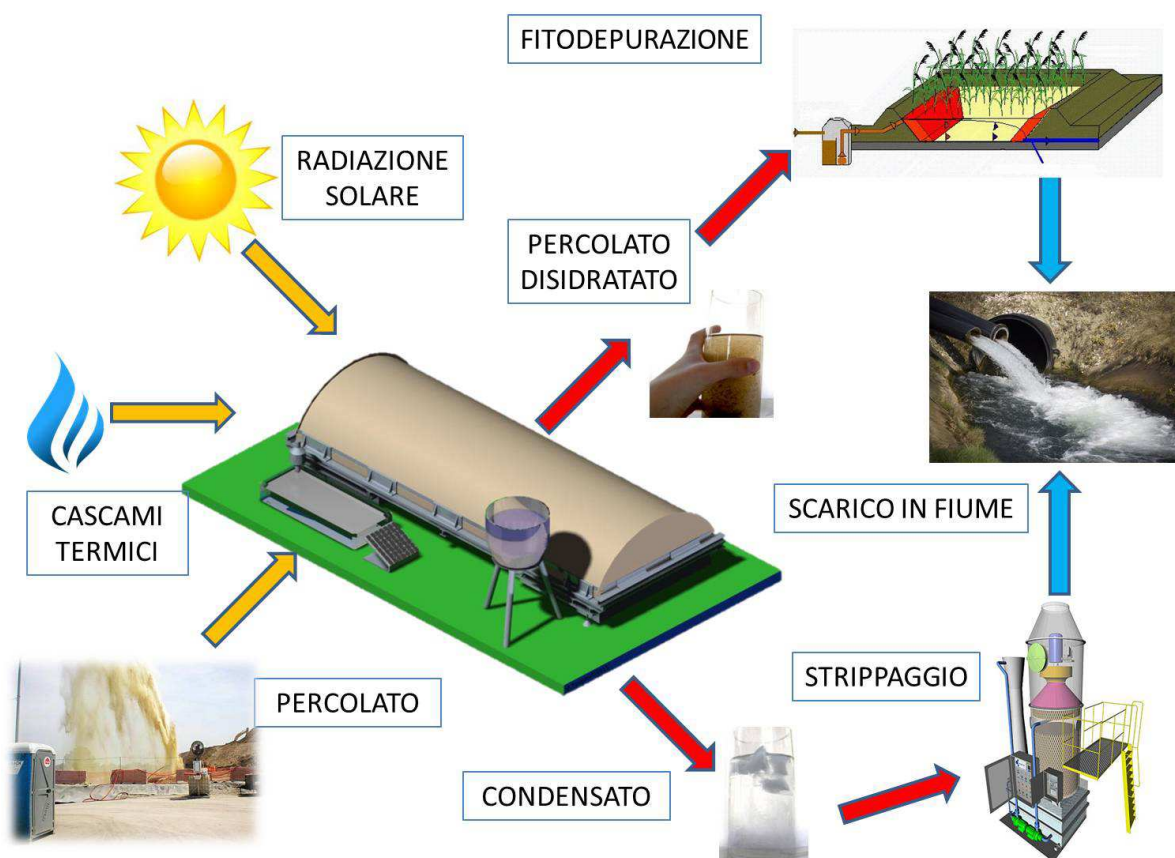 FITODEPURAZIONE
RADIAZIONE
SOLARE
PERCOLATO
DISIDRATATO
CASCAMI
TERMICI
SCARICO IN FIUME
STRIPPAGGIO
PERCOLATO
CONDENSATO